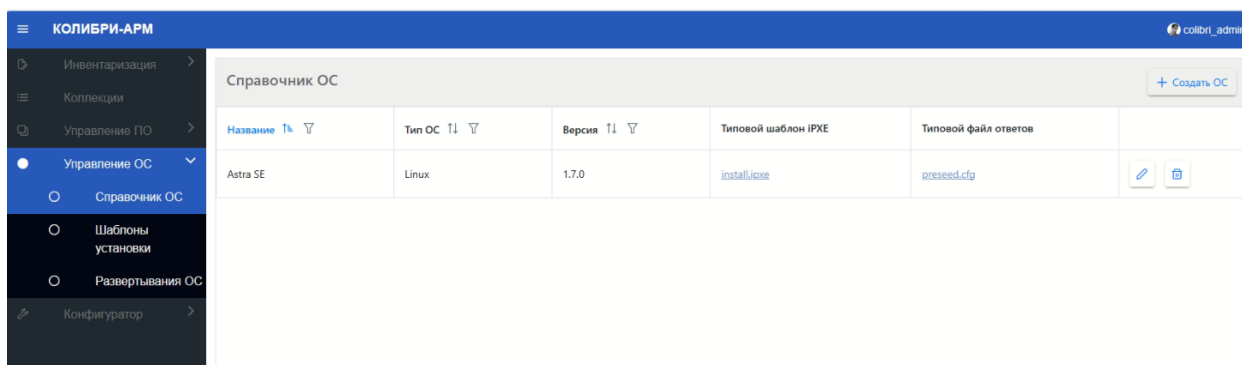 КОЛИБРИ-АРМ
colibri_admin
Инвентаризация
Коллекции
Управление ПО
Управление ОС
Справочник ОС
Шаблоны
установки
Развертывания ОС
Конфигуратор
Справочник ОС
+ Создать ОС
Название Тип ОС Версия Типовой шаблон iPXE Типовой файл ответов
Astra SE Linux 1.7.0 install.ipxe preseed.cfg